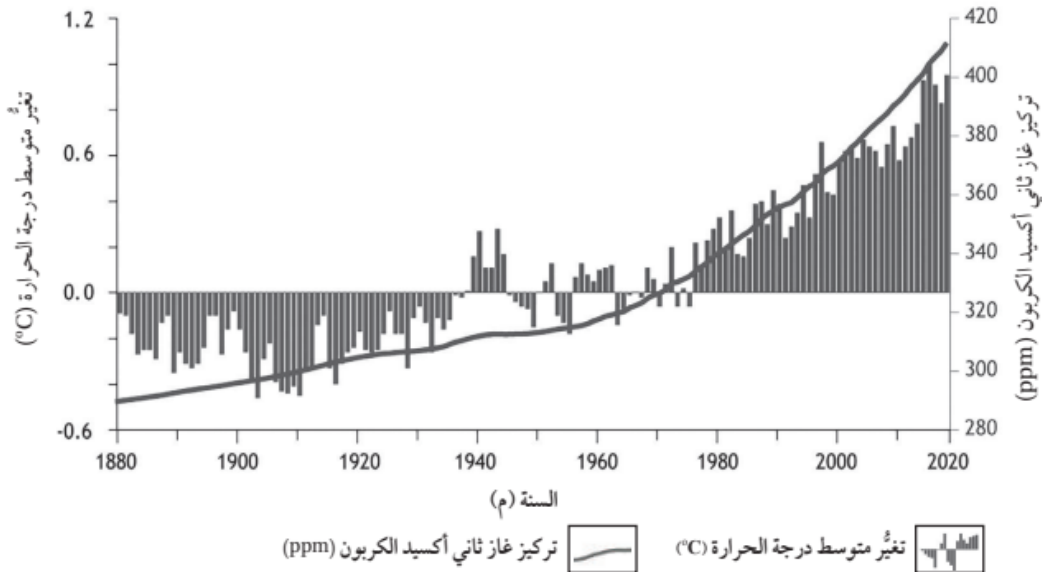 تغيُّر متوسط درجة الحرارة (°C)
1.2
0.6
0.0
-0.6
تركيز غاز ثاني أكسيد الكربون (ppm)
420
400
380
360
340
320
300
280
1880 1900 1920 1940 1960 1980 2000 2020
السنة (م)
تغيُّر متوسط درجة الحرارة (°C)
تركيز غاز ثاني أكسيد الكربون (ppm)